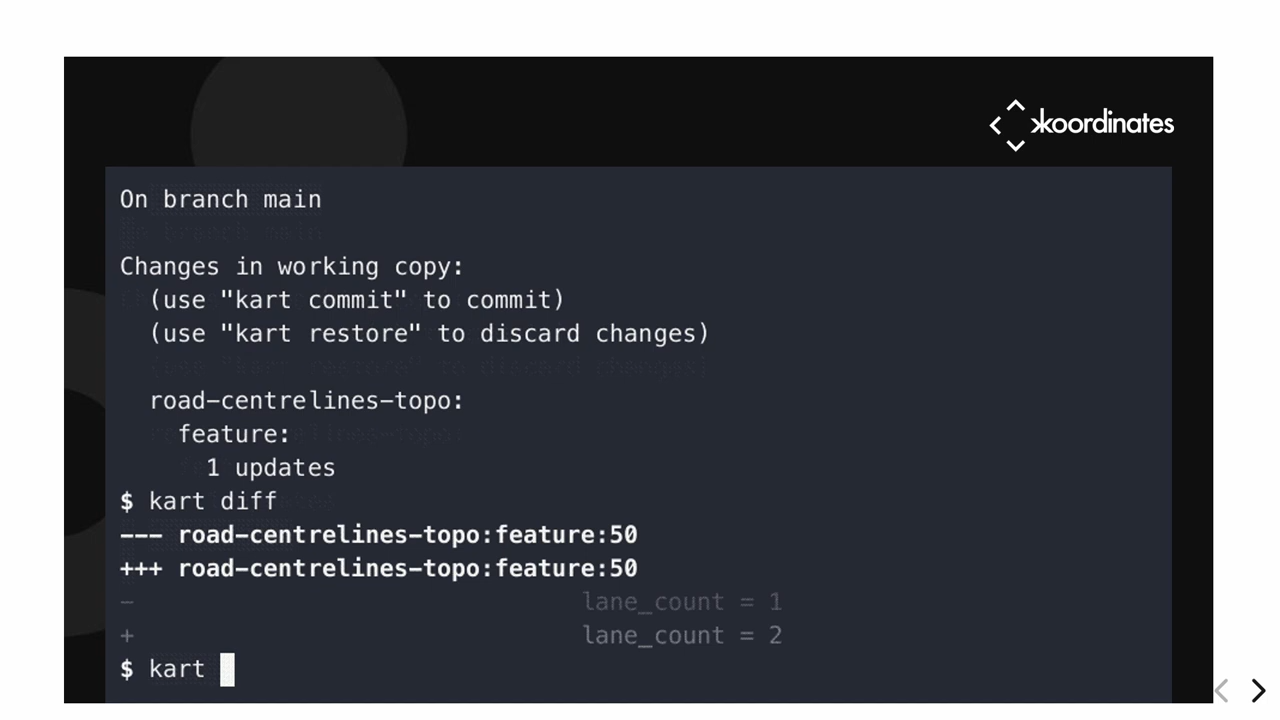 koordinates
On branch main
Changes in working copy:
(use "kart commit" to commit)
(use "kart restore" to discard changes)
road-centrelines-topo:
feature:
1 updates
$ kart diff
--- road-centrelines-topo:feature:50
+++ road-centrelines-topo:feature:50
- lane_count = 1
+ lane_count = 2
$ kart